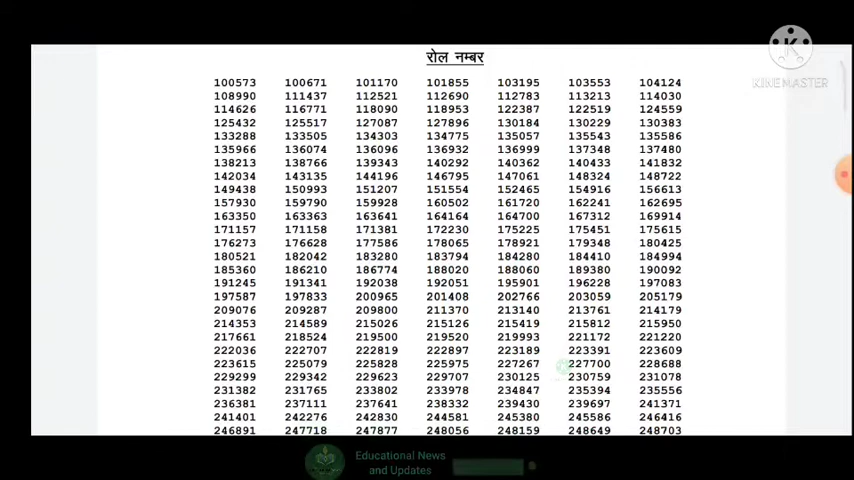 रोल नम्बर
KINEMASTER
100573 100671 101170 101855 103195 103553 104124
108990 111437 112521 112690 112783 113213 114030
114626 116771 118090 118953 122387 122519 124559
125432 125517 127087 127896 130184 130229 130383
133288 133505 134303 134775 135057 135543 135586
135966 136074 136096 136932 136999 137348 137480
138213 138766 139343 140292 140362 140433 141832
142034 143135 144196 146795 147061 148324 148722
149438 150993 151207 151554 152465 154916 156613
157930 159790 159928 160502 161720 162241 162695
163350 163363 163641 164164 164700 167312 169914
171157 171158 171381 172230 175225 175451 175615
176273 176628 177586 178065 178921 179348 180425
180521 182042 183280 183794 184280 184410 184994
185360 186210 186774 188020 188060 189380 190092
191245 191341 192038 192051 195901 196228 197083
197587 197833 200965 201408 202766 203059 205179
209076 209287 209800 211370 213140 213761 214179
214353 214589 215026 215126 215419 215812 215950
217661 218524 219500 219520 219993 221172 221220
222036 222707 222819 222897 223189 223391 223609
223615 225079 225828 225975 227267 227700 228688
229299 229342 229623 229707 230125 230759 231078
231382 231765 233802 233978 234847 235394 235556
236381 237111 237641 238332 239430 239697 241371
241401 242276 242830 244581 245380 245586 246416
246891 247718 247877 248056 248159 248649 248703
Educational News
and Updates